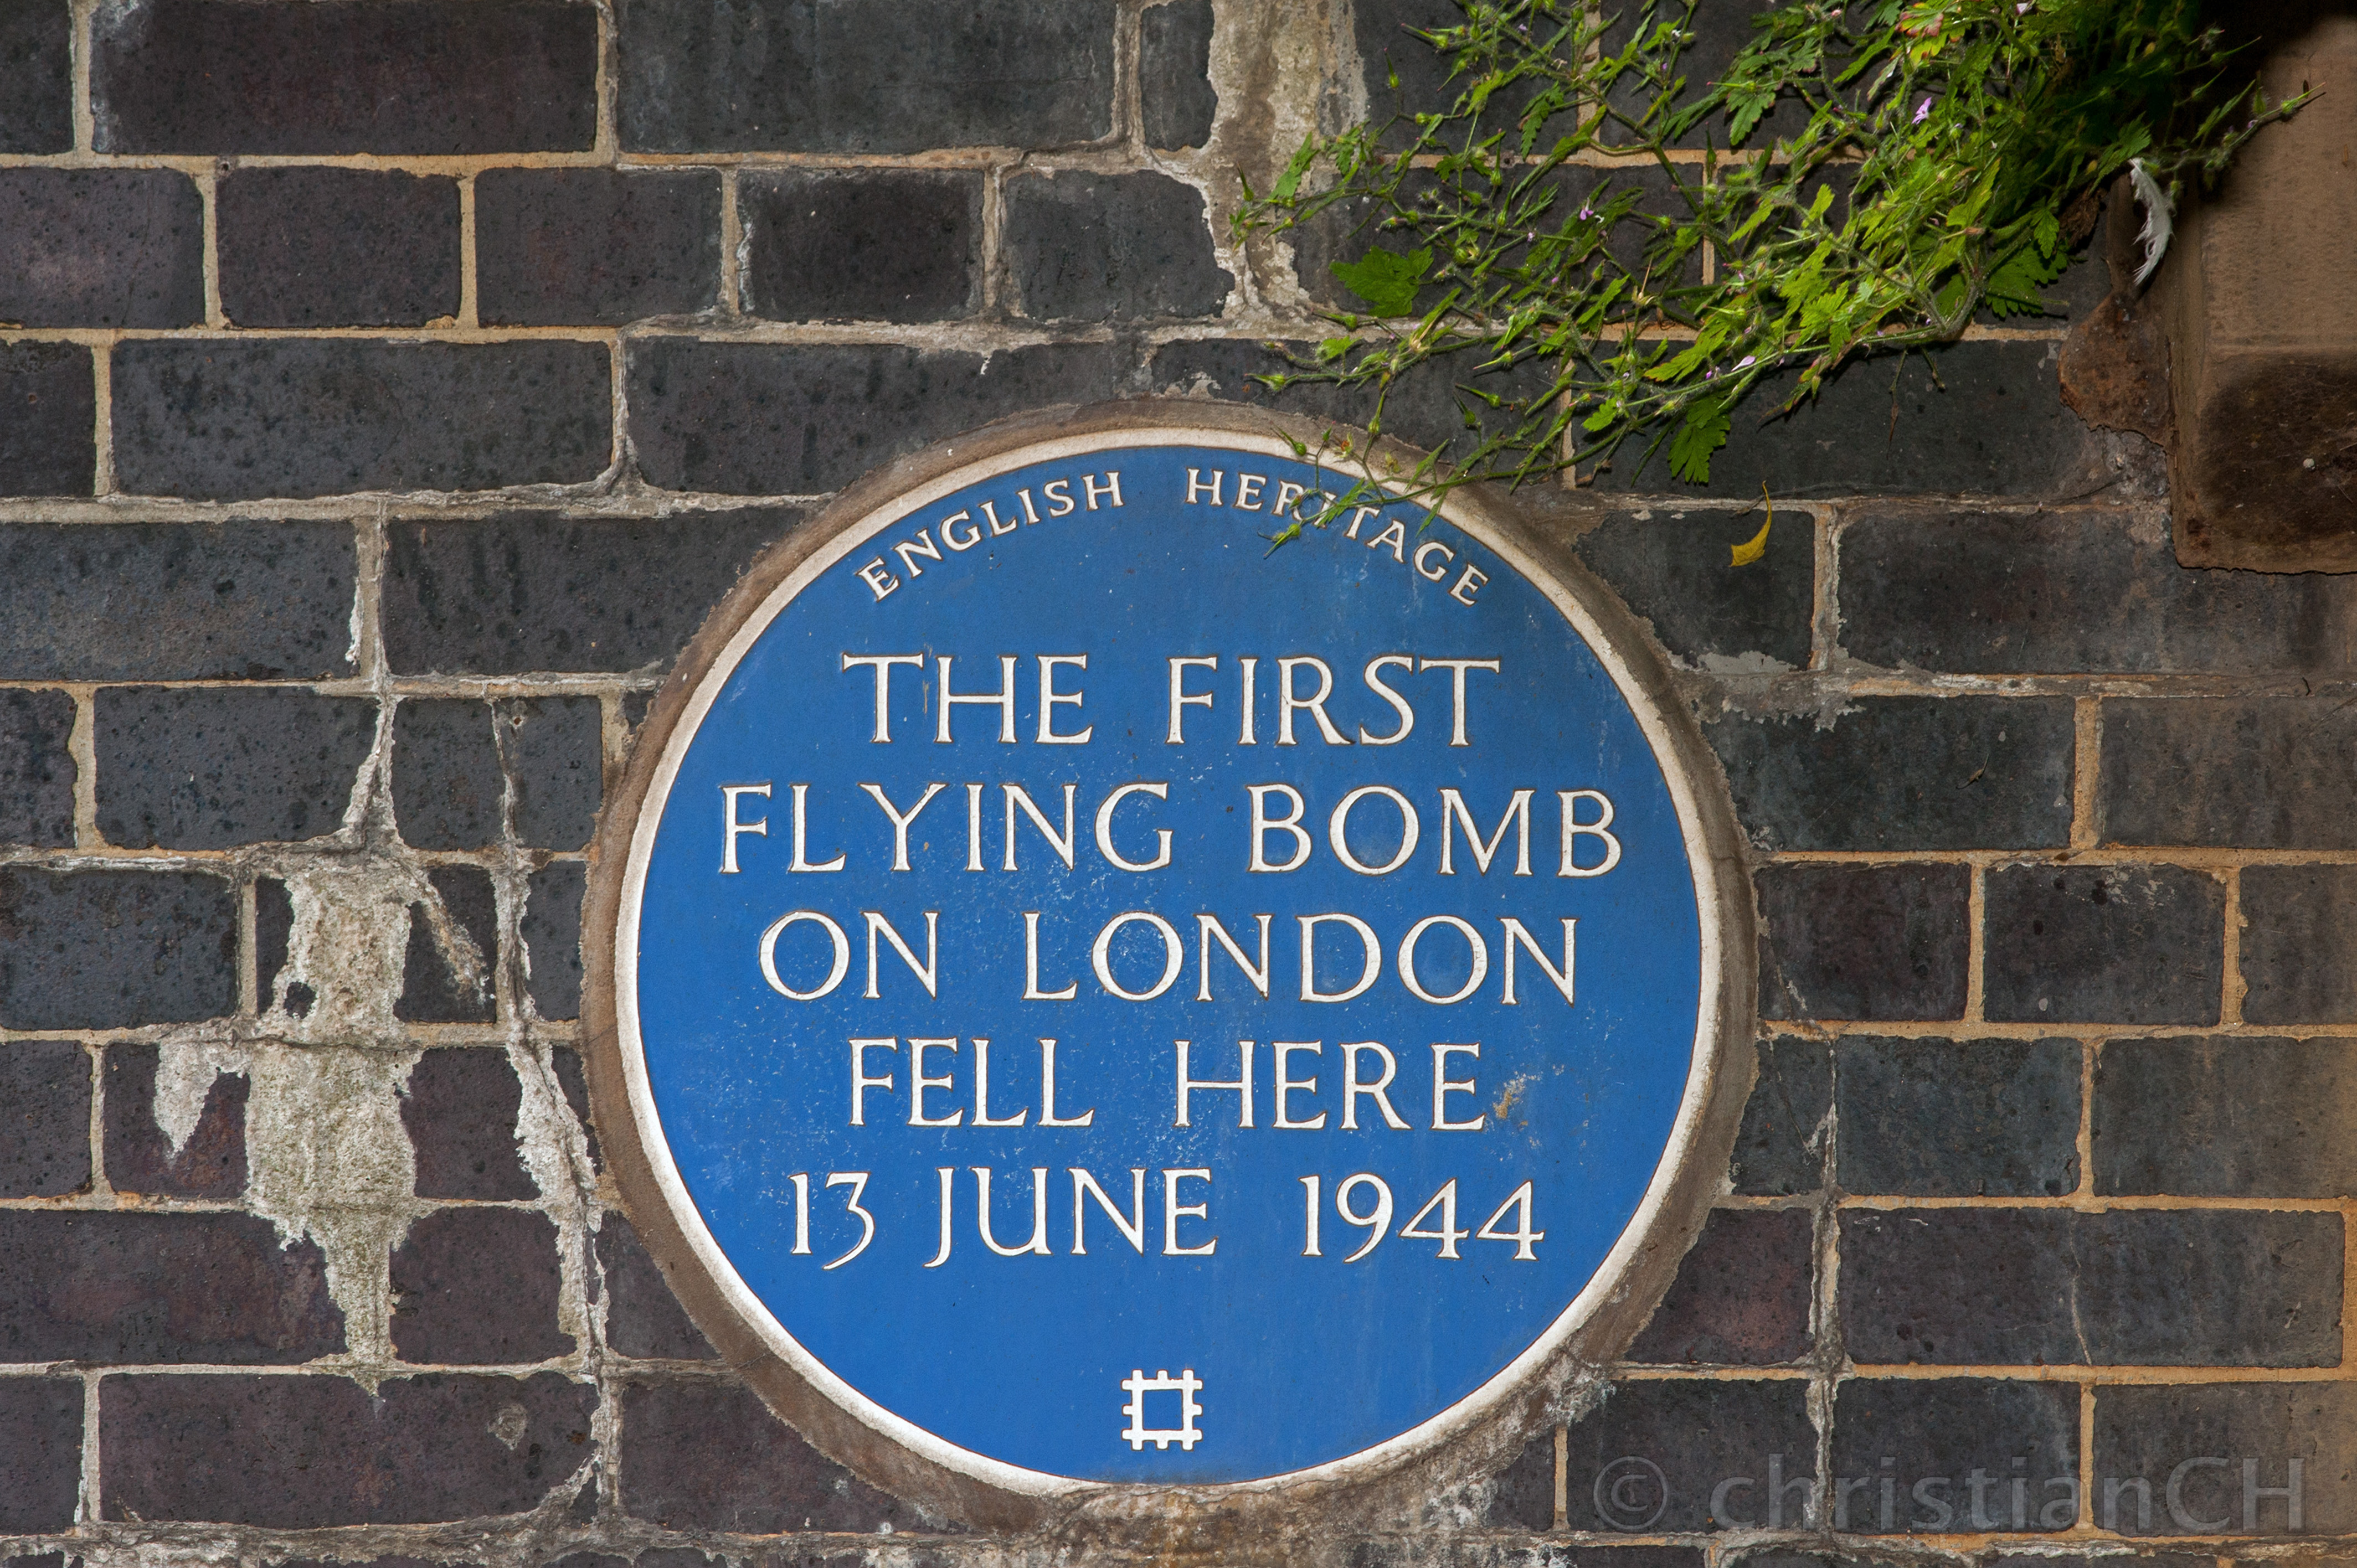 ENGLISH HERITAGE
THE FIRST
FLYING BOMB
ON LONDON
FELL HERE
13 JUNE 1944
© christianCH